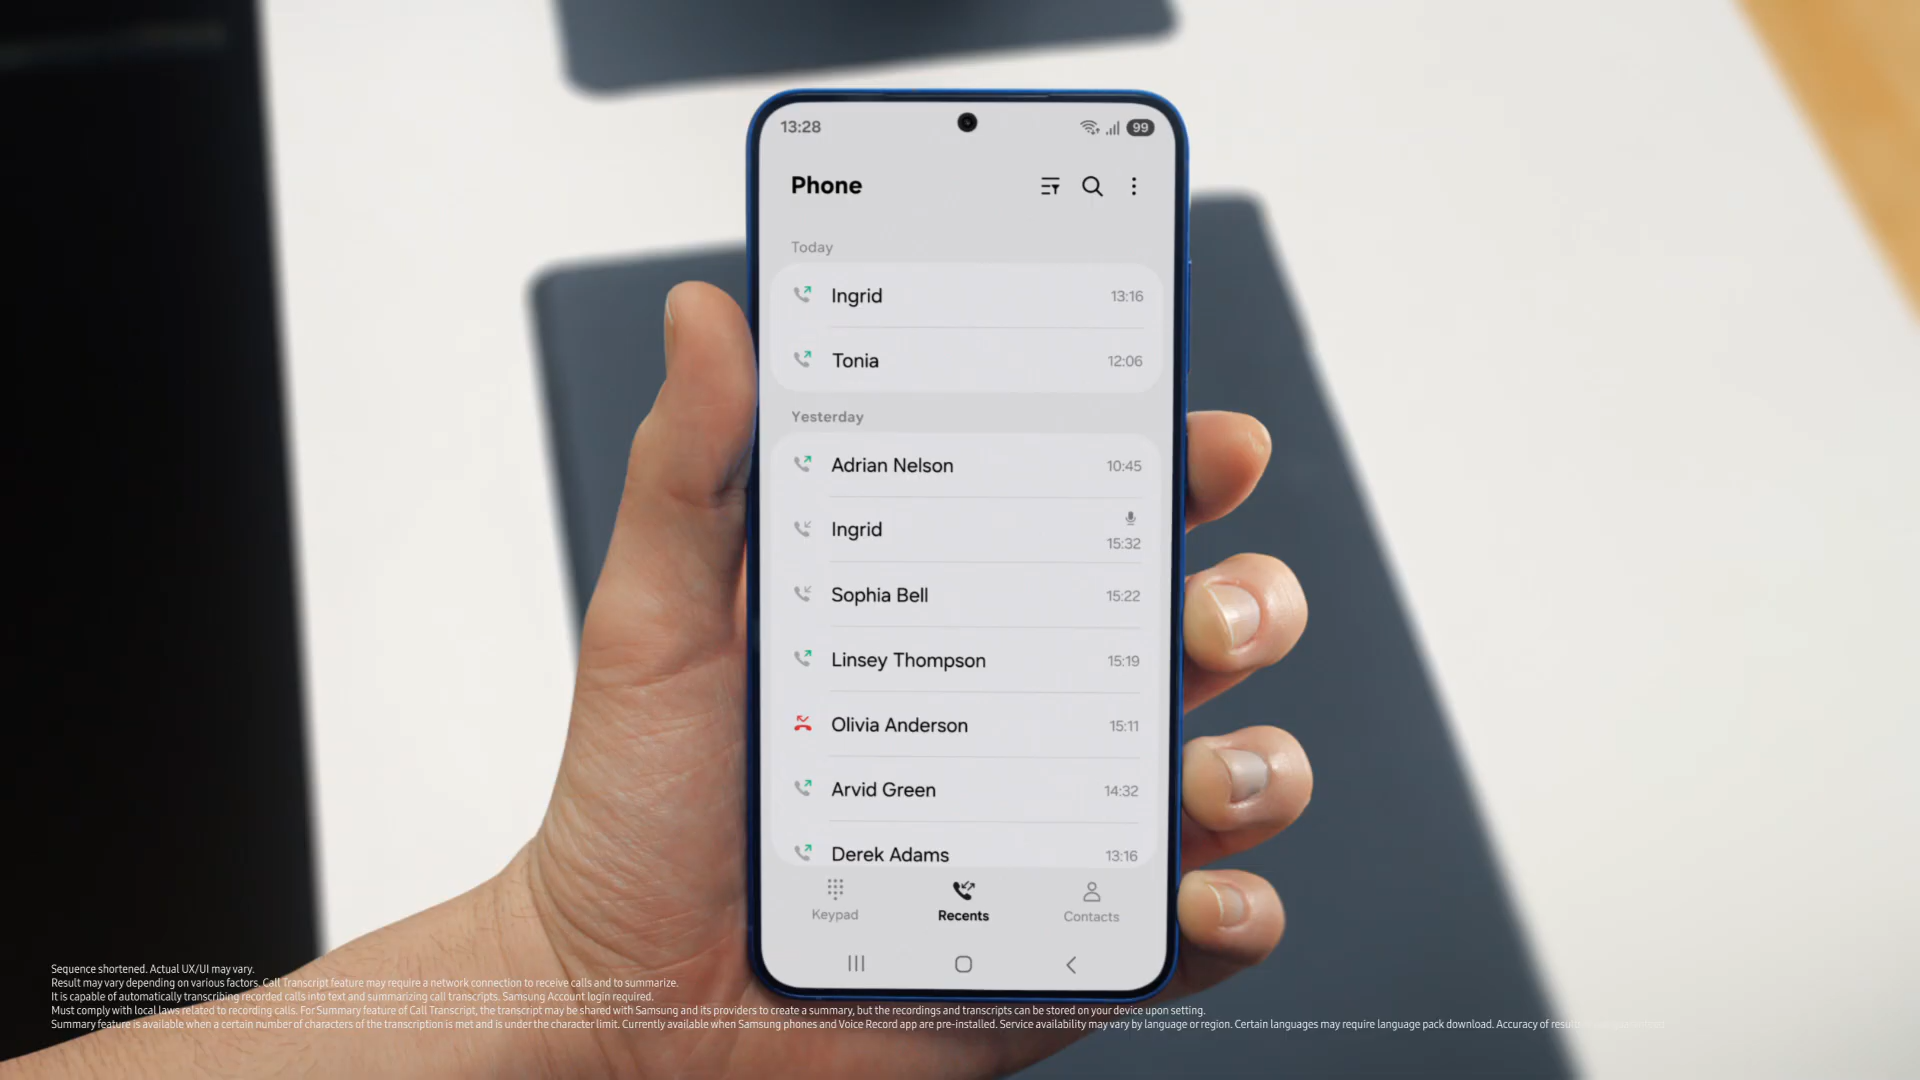 13:28
99
Phone
Today
Ingrid 13:16
Tonia 12:06
Yesterday
Adrian Nelson 10:45
Ingrid 15:32
Sophia Bell 15:22
Linsey Thompson 15:19
Olivia Anderson 15:11
Arvid Green 14:32
Derek Adams 13:16
Keypad Recents Contacts
Sequence shortened. Actual UX/UI may vary.
Result may vary depending on various factors. Call Transcript feature may require a network connection to receive calls and to summarize.
It is capable of automatically transcribing recorded calls into text and summarizing call transcripts. Samsung Account login required.
Must comply with local laws related to recording calls. For Summary feature of Call Transcript, the transcript may be shared with Samsung and its providers to create a summary, but the recordings and transcripts can be stored on your device upon setting.
Summary feature is available when a certain number of characters of the transcription is met and is under the character limit. Currently available when Samsung phones and Voice Record app are pre-installed. Service availability may vary by language or region. Certain languages may require language pack download. Accuracy of